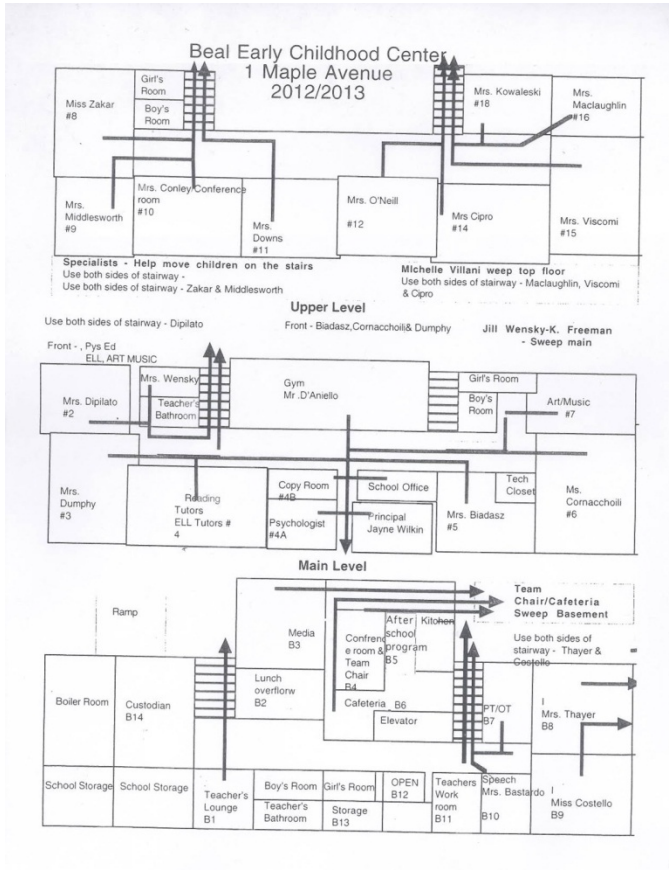 Beal Early Childhood Center
1 Maple Avenue
2012/2013
Miss Zakar
#8
Girl's
Room
Boy's
Room
Mrs. Kowaleski
#18
Mrs.
Maclaughlin
#16
Mrs.
Middlesworth
#9
Mrs. Conley/Conference
room
#10
Mrs.
Downs
#11
Mrs. O'Neill
#12
Mrs Cipro
#14
Mrs. Viscomi
#15
Specialists - Help move children on the stairs
Use both sides of stairway -
Use both sides of stairway - Zakar & Middlesworth
MIchelle Villani weep top floor
Use both sides of stairway - Maclaughlin, Viscomi
& Cipro
Upper Level
Use both sides of stairway - Dipilato
Front - Biadasz,Cornacchoili& Dumphy
Jill Wensky-K. Freeman
- Sweep main
Front - , Pys Ed
ELL, ART MUSIC
Mrs. Dipilato
#2
Mrs. Wensky
Teacher's
Bathroom
Gym
Mr .D'Aniello
Girl's Room
Boy's
Room
Art/Music
#7
Mrs.
Dumphy
#3
Reading
Tutors
ELL Tutors #
4
Copy Room
#4B
Psychologist
#4A
School Office
Principal
Jayne Wilkin
Mrs. Biadasz
#5
Tech
Closet
Ms.
Cornacchoili
#6
Main Level
Ramp
Media
B3
Confrenc
e room &
Team
Chair
B4
After
school
program
B5
Kitchen
Team
Chair/Cafeteria
Sweep Basement
Use both sides of
stairway - Thayer &
Costello
Boiler Room
Custodian
B14
Lunch
overflorw
B2
Cafeteria B6
Elevator
PT/OT
B7
I
Mrs. Thayer
B8
School Storage
School Storage
Teacher's
Lounge
B1
Boy's Room
Teacher's
Bathroom
Girl's Room
Storage
B13
OPEN
B12
Teachers
Work
room
B11
Speech
Mrs. Bastardo
B10
I
Miss Costello
B9